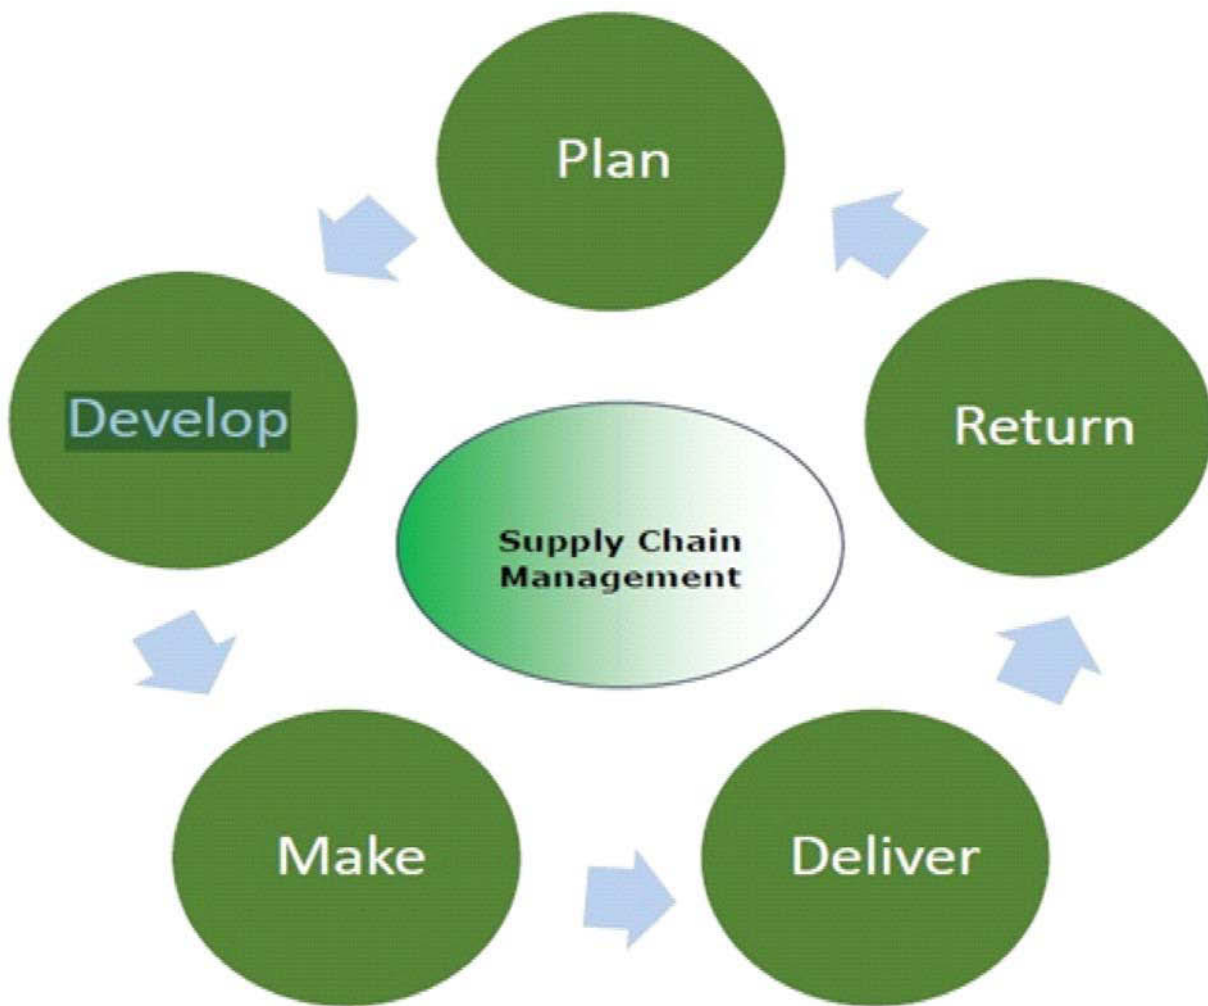 Plan
Develop
Return
Supply Chain
Management
Make
Deliver